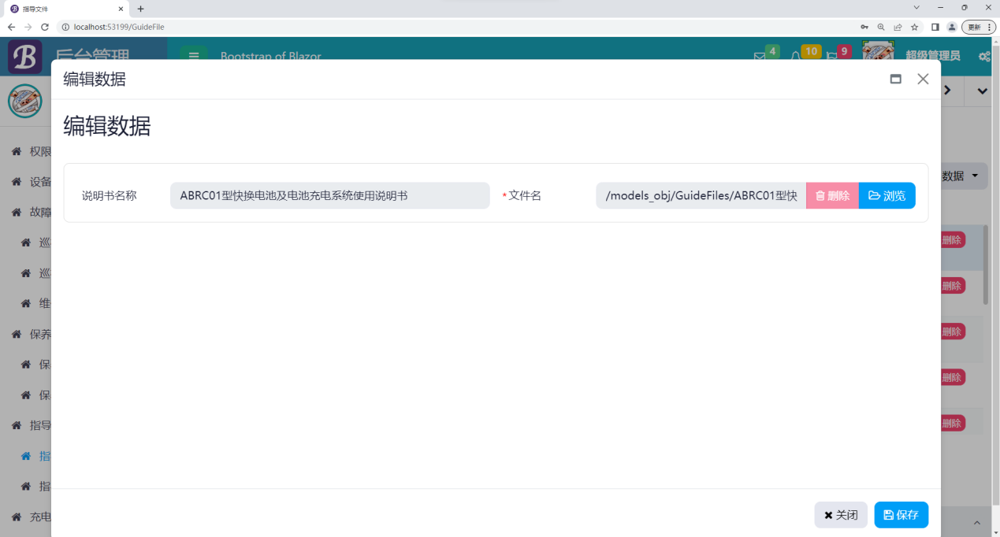 指导文件
localhost:53199/GuideFile
更新
后台管理
Bootstrap of Blazor
4
10
9
超级管理员
编辑数据
编辑数据
权限
设备
故障
巡
巡
维
保养
保
保
指导
指
指
充电
说明书名称
ABRC01型快换电池及电池充电系统使用说明书
*文件名
/models_obj/GuideFiles/ABRC01型快
删除
浏览
数据
删除
删除
删除
删除
删除
关闭
保存